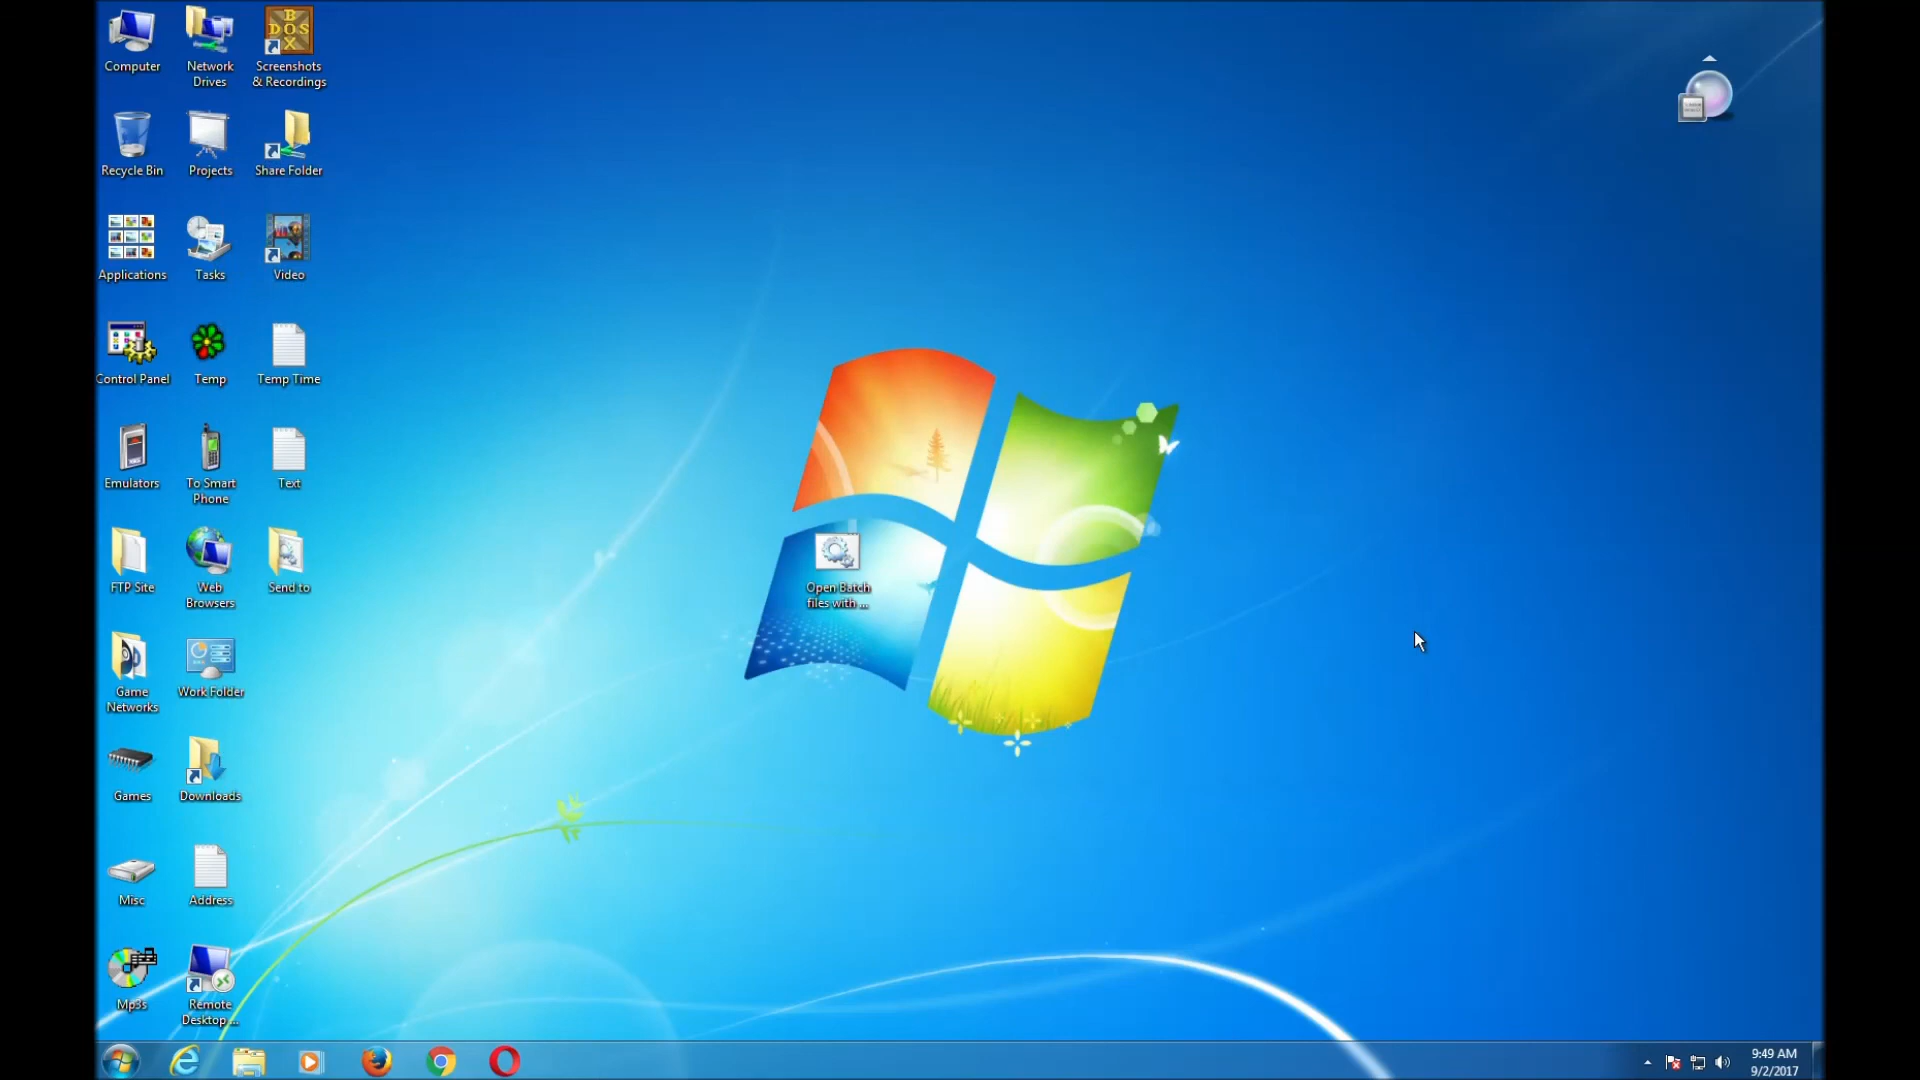 Computer
Network
Drives
Screenshots
& Recordings
Recycle Bin
Projects
Share Folder
Applications
Tasks
Video
Control Panel
Temp
Temp Time
Emulators
To Smart
Phone
Text
FTP Site
Web
Browsers
Send to
Open Batch
files with ...
Game
Networks
Work Folder
Games
Downloads
Misc
Address
Mp3s
Remote
Desktop ...
BOX
DOS
9:49 AM
9/2/2017